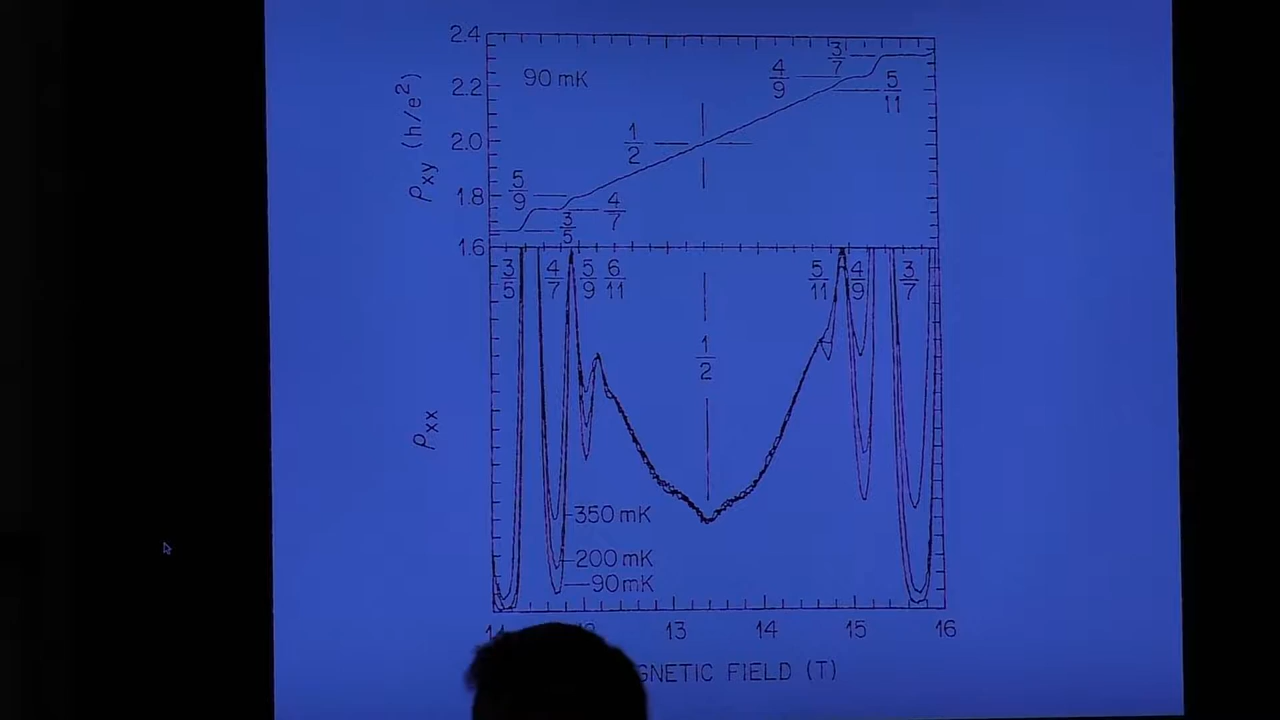 2.4
2.2
2.0
1.8
1.6
ρxy (h/e²)
90 mK
3/7
4/9
5/11
1/2
5/9
4/7
3/5
3/5 4/7 5/9 6/11 5/11 4/9 3/7
1/2
ρxx
350 mK
200 mK
90 mK
13 14 15 16
FIELD (T)